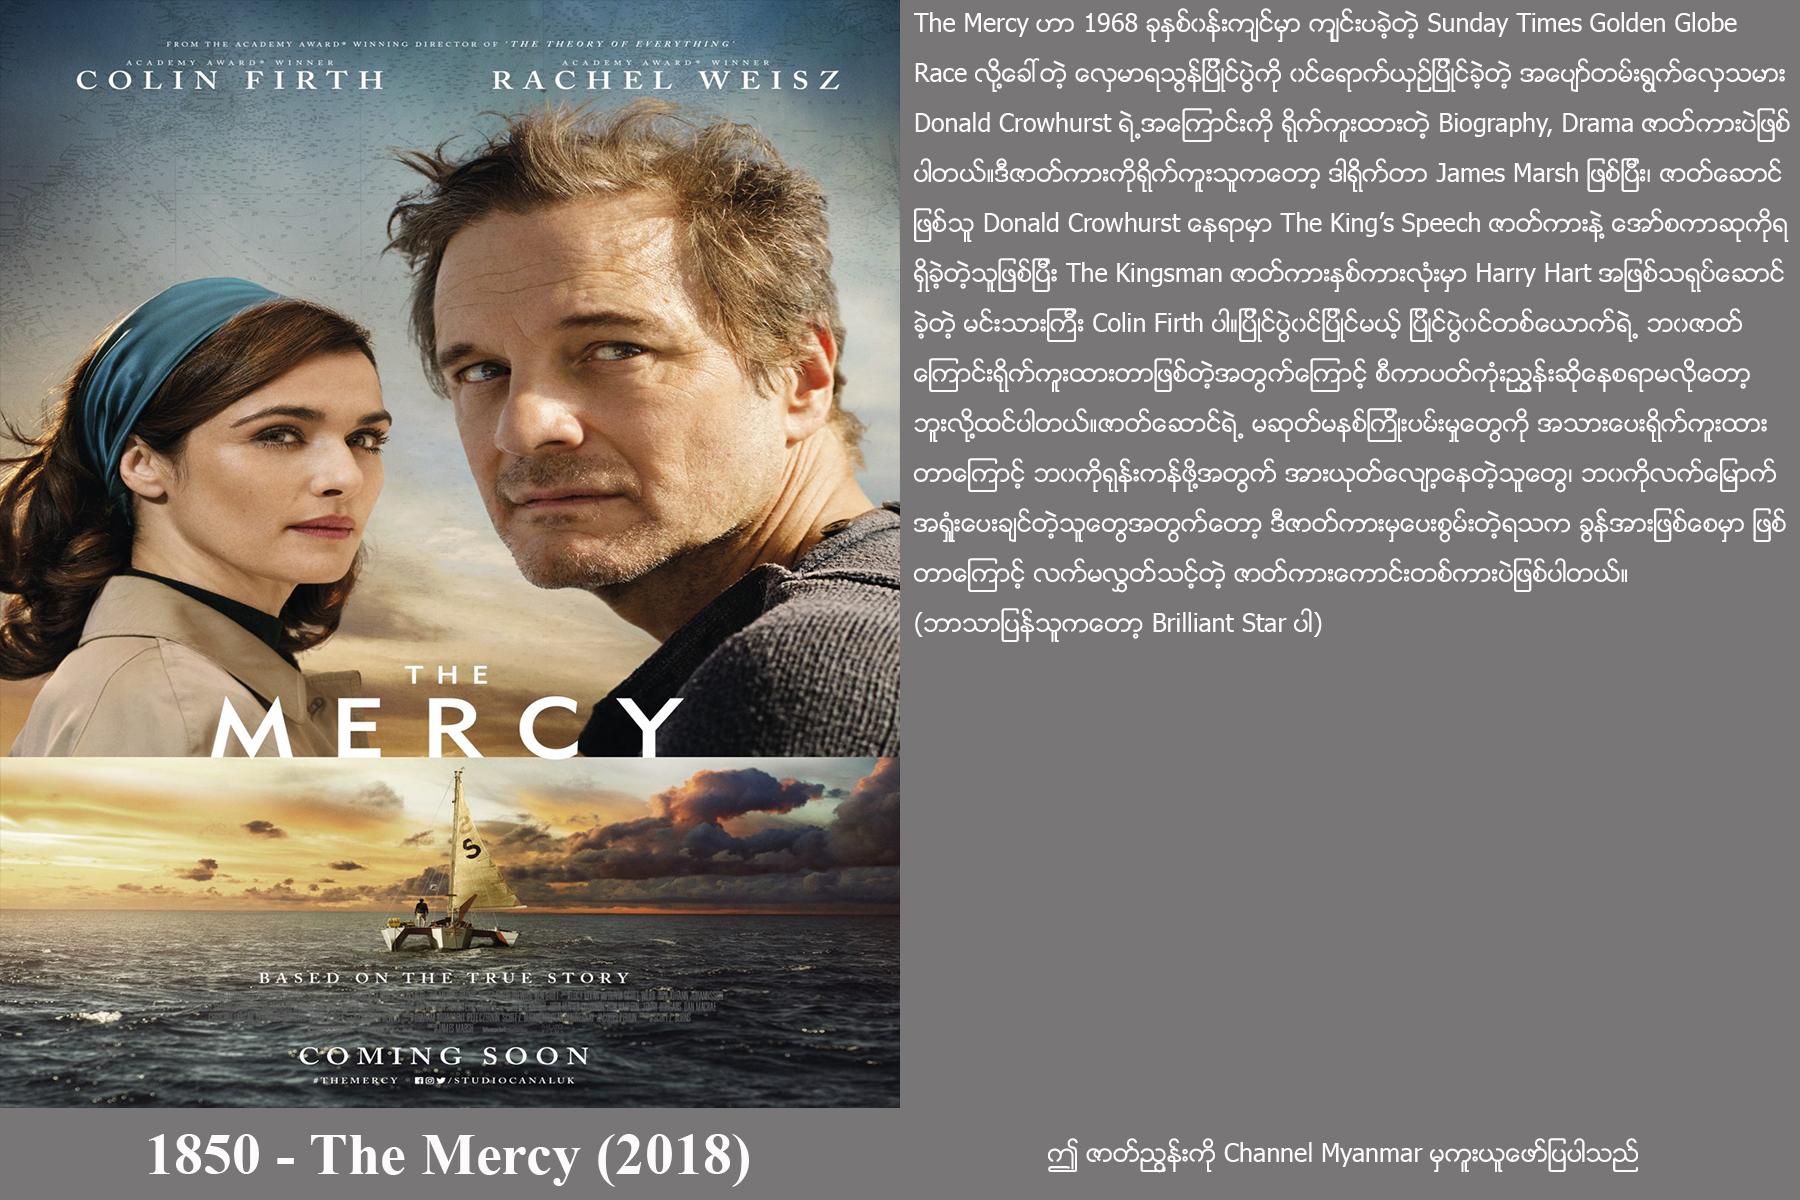 FROM THE ACADEMY AWARD® WINNING DIRECTOR OF 'THE THEORY OF EVERYTHING'
ACADEMY AWARD® WINNER
COLIN FIRTH
ACADEMY AWARD® WINNER
RACHEL WEISZ
THE
MERCY
5
BASED ON THE TRUE STORY
COMING SOON
#THEMERCY /STUDIOCANALUK
1850 - The Mercy (2018)
The Mercy ဟာ 1968 ခုနှစ်ဝန်းကျင်မှာ ကျင်းပခဲ့တဲ့ Sunday Times Golden Globe
Race လို့ခေါ်တဲ့ လှေမာရသွန်ပြိုင်ပွဲကို ဝင်ရောက်ယှဉ်ပြိုင်ခဲ့တဲ့ အပျော်တမ်းရွက်လှေသမား
Donald Crowhurst ရဲ့အကြောင်းကို ရိုက်ကူးထားတဲ့ Biography, Drama ဇာတ်ကားပဲဖြစ်
ပါတယ်။ဒီဇာတ်ကားကိုရိုက်ကူးသူကတော့ ဒါရိုက်တာ James Marsh ဖြစ်ပြီး၊ ဇာတ်ဆောင်
ဖြစ်သူ Donald Crowhurst နေရာမှာ The King's Speech ဇာတ်ကားနဲ့ အော်စကာဆုကိုရ
ရှိခဲ့တဲ့သူဖြစ်ပြီး The Kingsman ဇာတ်ကားနှစ်ကားလုံးမှာ Harry Hart အဖြစ်သရုပ်ဆောင်
ခဲ့တဲ့ မင်းသားကြီး Colin Firth ပါ။ပြိုင်ပွဲဝင်ပြိုင်မယ့် ပြိုင်ပွဲဝင်တစ်ယောက်ရဲ့ ဘဝဇာတ်
ကြောင်းရိုက်ကူးထားတာဖြစ်တဲ့အတွက်ကြောင့် စီကာပတ်ကုံးညွှန်းဆိုနေစရာမလိုတော့
ဘူးလို့ထင်ပါတယ်။ဇာတ်ဆောင်ရဲ့ မဆုတ်မနစ်ကြိုးပမ်းမှုတွေကို အသားပေးရိုက်ကူးထား
တာကြောင့် ဘဝကိုရုန်းကန်ဖို့အတွက် အားယုတ်လျော့နေတဲ့သူတွေ၊ ဘဝကိုလက်မြောက်
အရှုံးပေးချင်တဲ့သူတွေအတွက်တော့ ဒီဇာတ်ကားမှပေးစွမ်းတဲ့ရသက ခွန်အားဖြစ်စေမှာ ဖြစ်
တာကြောင့် လက်မလွှတ်သင့်တဲ့ ဇာတ်ကားကောင်းတစ်ကားပဲဖြစ်ပါတယ်။
(ဘာသာပြန်သူကတော့ Brilliant Star ပါ)
ဤ ဇာတ်ညွှန်းကို Channel Myanmar မှကူးယူဖော်ပြပါသည်